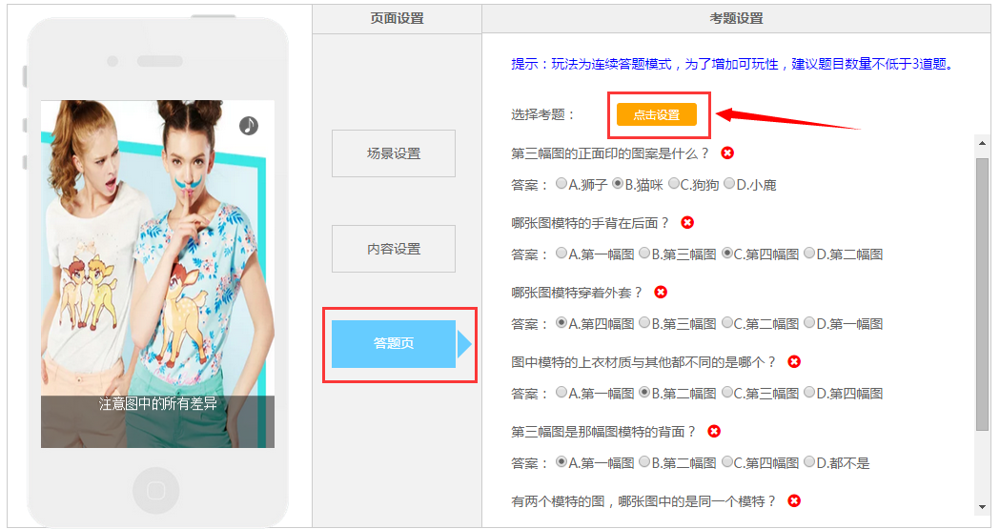 页面设置
考题设置
提示：玩法为连续答题模式，为了增加可玩性，建议题目数量不低于3道题。
选择考题：
点击设置
场景设置
内容设置
答题页
注意图中的所有差异
第三幅图的正面印的图案是什么？
答案：A.狮子 B.猫咪 C.狗狗 D.小鹿
哪张图模特的手背在后面？
答案：A.第一幅图 B.第三幅图 C.第四幅图 D.第二幅图
哪张图模特穿着外套？
答案：A.第四幅图 B.第三幅图 C.第二幅图 D.第一幅图
图中模特的上衣材质与其他都不同的是哪个？
答案：A.第一幅图 B.第二幅图 C.第三幅图 D.第四幅图
第三幅图是那幅图模特的背面？
答案：A.第一幅图 B.第二幅图 C.第四幅图 D.都不是
有两个模特的图，哪张图中的是同一个模特？